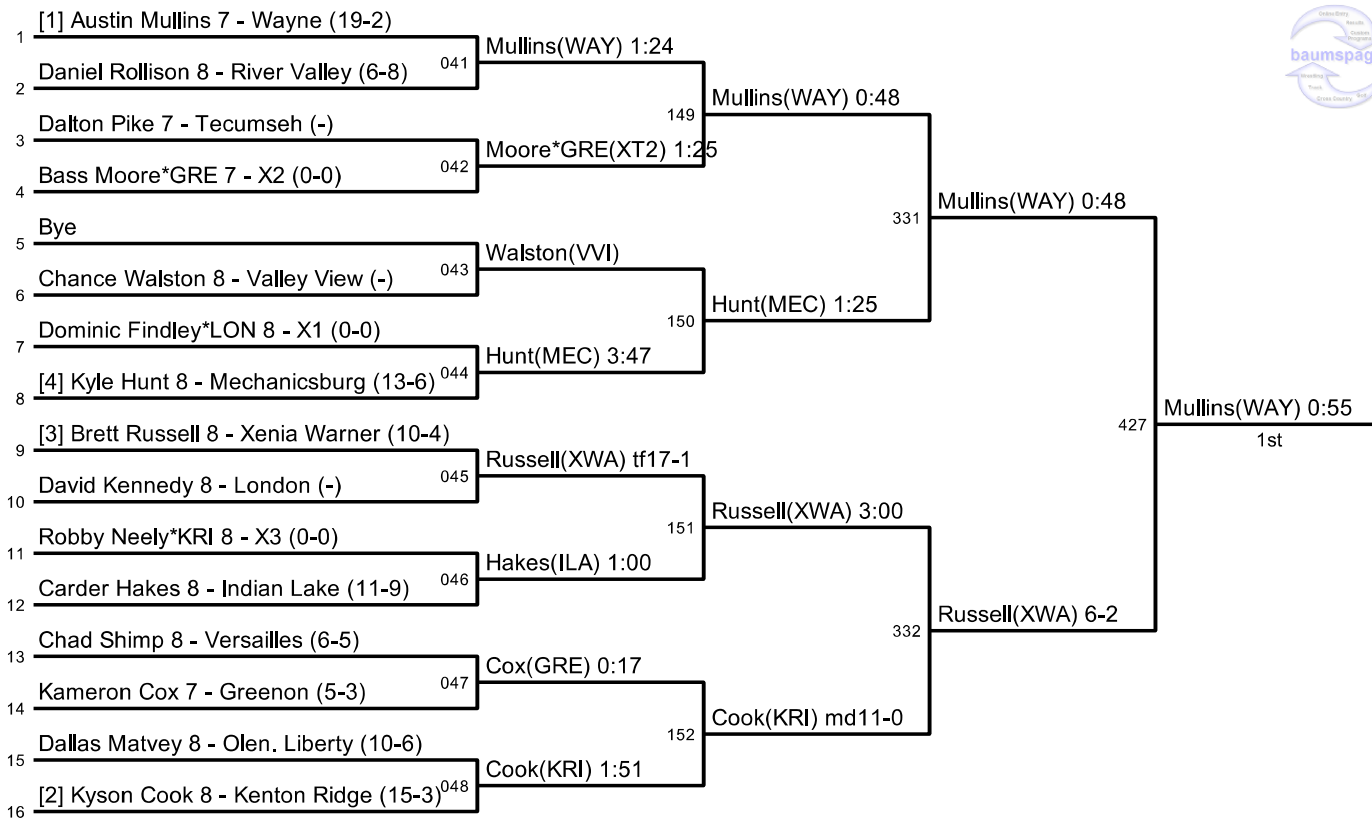 [1] Austin Mullins 7 - Wayne (19-2)
1
Daniel Rollison 8 - River Valley (6-8)
2
041
Mullins(WAY) 1:24
Dalton Pike 7 - Tecumseh (-)
3
Bass Moore*GRE 7 - X2 (0-0)
4
042
Moore*GRE(XT2) 1:25
149
Mullins(WAY) 0:48
Bye
5
Chance Walston 8 - Valley View (-)
6
043
Walston(VVI)
Dominic Findley*LON 8 - X1 (0-0)
7
[4] Kyle Hunt 8 - Mechanicsburg (13-6)
8
044
Hunt(MEC) 3:47
150
Hunt(MEC) 1:25
331
Mullins(WAY) 0:48
[3] Brett Russell 8 - Xenia Warner (10-4)
9
David Kennedy 8 - London (-)
10
045
Russell(XWA) tf17-1
Robby Neely*KRI 8 - X3 (0-0)
11
Carder Hakes 8 - Indian Lake (11-9)
12
046
Hakes(ILA) 1:00
151
Russell(XWA) 3:00
Chad Shimp 8 - Versailles (6-5)
13
Kameron Cox 7 - Greenon (5-3)
14
047
Cox(GRE) 0:17
Dallas Matvey 8 - Olen. Liberty (10-6)
15
[2] Kyson Cook 8 - Kenton Ridge (15-3)
16
048
Cook(KRI) 1:51
152
Cook(KRI) md11-0
332
Russell(XWA) 6-2
427
Mullins(WAY) 0:55
1st
Online Entry
Results
Custom
baumspag
Track
Cross Country